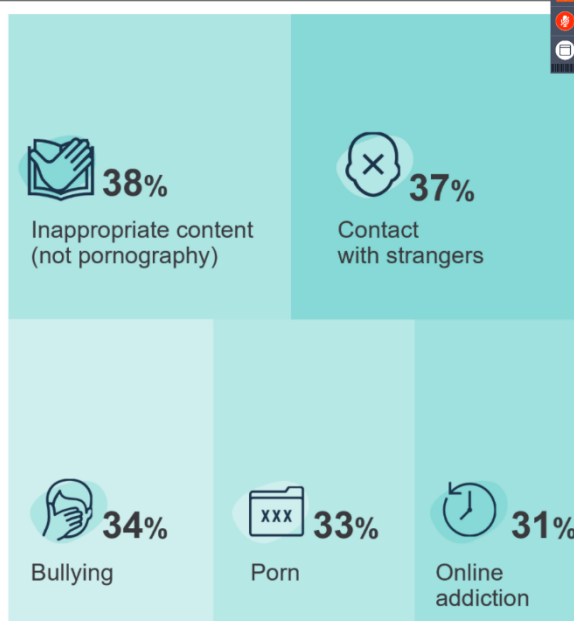 38%
Inappropriate content
(not pornography)
37%
Contact
with strangers
34%
Bullying
XXX
33%
Porn
31%
Online
addiction